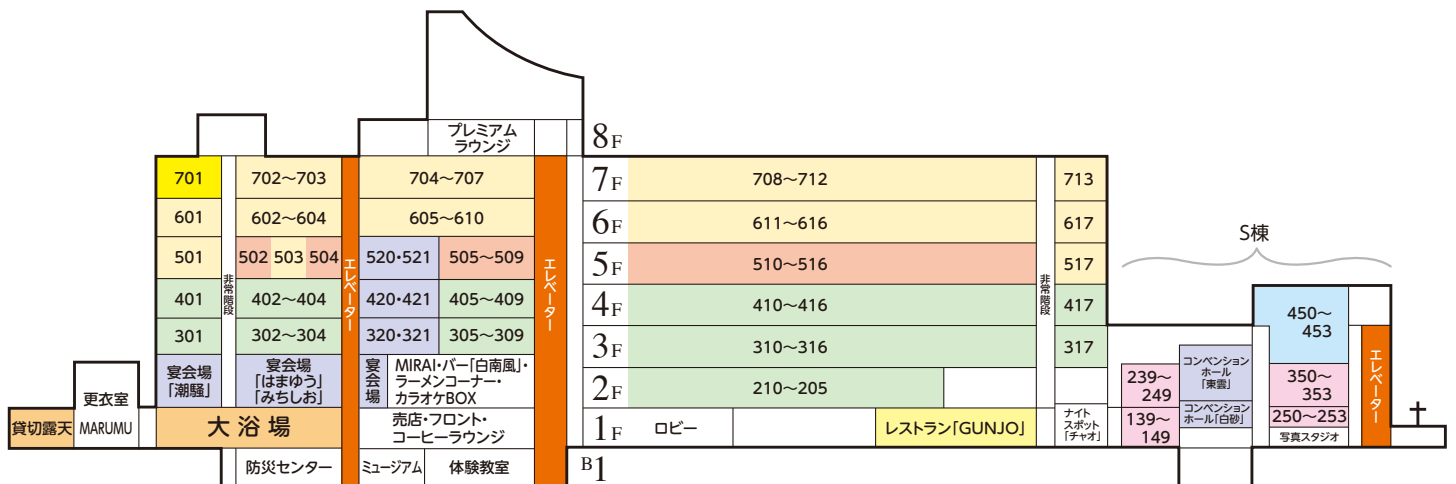 プレミアム
ラウンジ
8F
701
702〜703
704〜707
7F
708〜712
713
601
602〜604
605〜610
6F
611〜616
617
S棟
501
502
503
504
520・521
505〜509
5F
510〜516
517
非常階段
エレベーター
エレベーター
非常階段
401
402〜404
420・421
405〜409
4F
410〜416
417
450〜
453
301
302〜304
320・321
305〜309
3F
310〜316
317
エレベーター
宴会場
「潮騒」
宴会場
「はまゆう」
「みちしお」
宴会場
MIRAI・バー「白南風」・
ラーメンコーナー・
カラオケBOX
2F
210〜205
239〜
249
コンベンション
ホール
「東雲」
350〜
353
更衣室
貸切露天
MARUMU
大浴場
売店・フロント・
コーヒーラウンジ
1F
ロビー
レストラン「GUNJO」
ナイト
スポット
「チャオ」
139〜
149
コンベンション
ホール「白砂」
250〜253
写真スタジオ
防災センター
ミュージアム
体験教室
B1